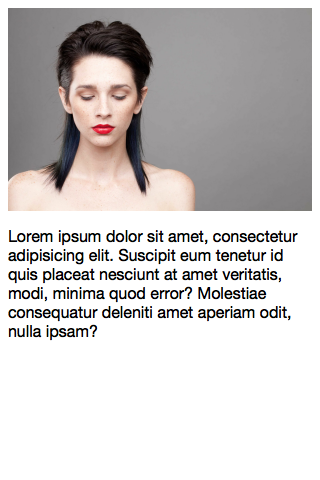 Lorem ipsum dolor sit amet, consectetur
adipisicing elit. Suscipit eum tenetur id
quis placeat nesciunt at amet veritatis,
modi, minima quod error? Molestiae
consequatur deleniti amet aperiam odit,
nulla ipsam?